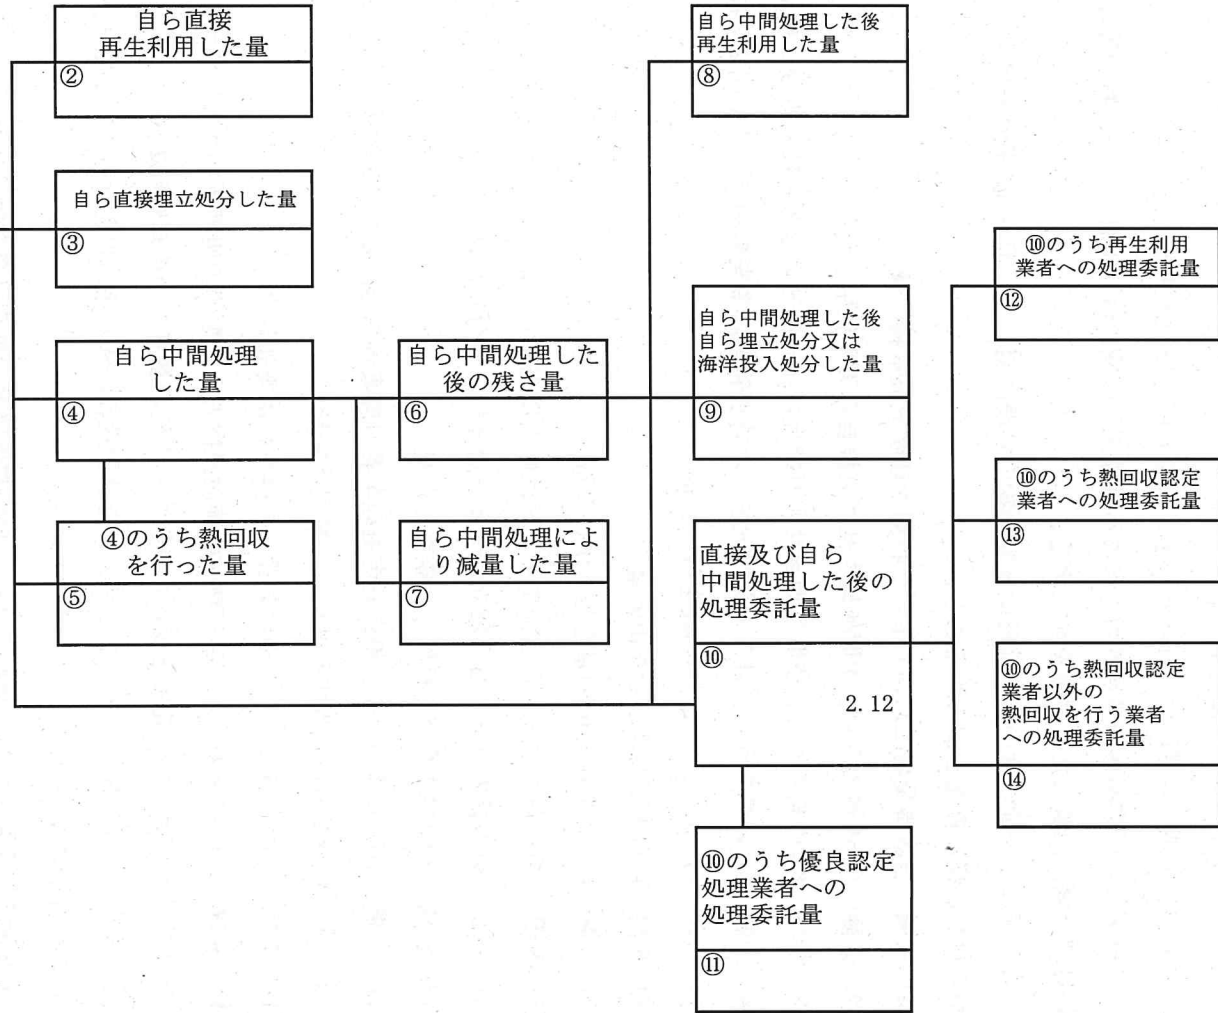 自ら直接
再生利用した量
②
自ら直接埋立処分した量
③
自ら中間処理
した量
④
④のうち熱回収
を行った量
⑤
自ら中間処理した
後の残さ量
⑥
自ら中間処理によ
り減量した量
⑦
自ら中間処理した後
再生利用した量
⑧
自ら中間処理した後
自ら埋立処分又は
海洋投入処分した量
⑨
直接及び自ら
中間処理した後の
処理委託量
⑩
2.12
⑩のうち優良認定
処理業者への
処理委託量
⑪
⑩のうち再生利用
業者への処理委託量
⑫
⑩のうち熱回収認定
業者への処理委託量
⑬
⑩のうち熱回収認定
業者以外の
熱回収を行う業者
への処理委託量
⑭